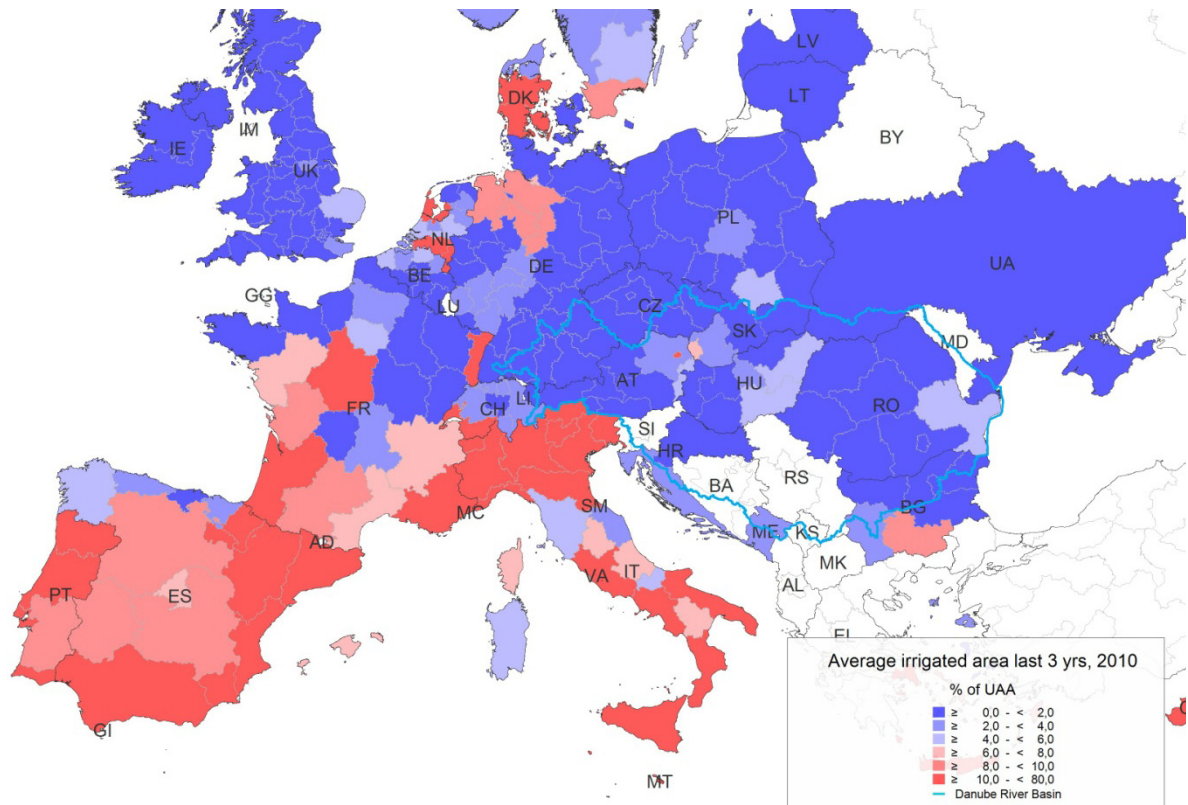 LV
DK
LT
IM
BY
IE
UK
PL
NL
DE
UA
BE
GG
LU
CZ
SK
MD
AT
HU
FR
CH
LI
RO
SI
HR
BA
RS
SM
MC
BG
AD
ME
KS
VA
IT
MK
PT
ES
AL
GI
MT
Average irrigated area last 3 yrs, 2010
% of UAA
≥ 0,0 - < 2,0
≥ 2,0 - < 4,0
≥ 4,0 - < 6,0
≥ 6,0 - < 8,0
≥ 8,0 - < 10,0
≥ 10,0 - < 80,0
Danube River Basin